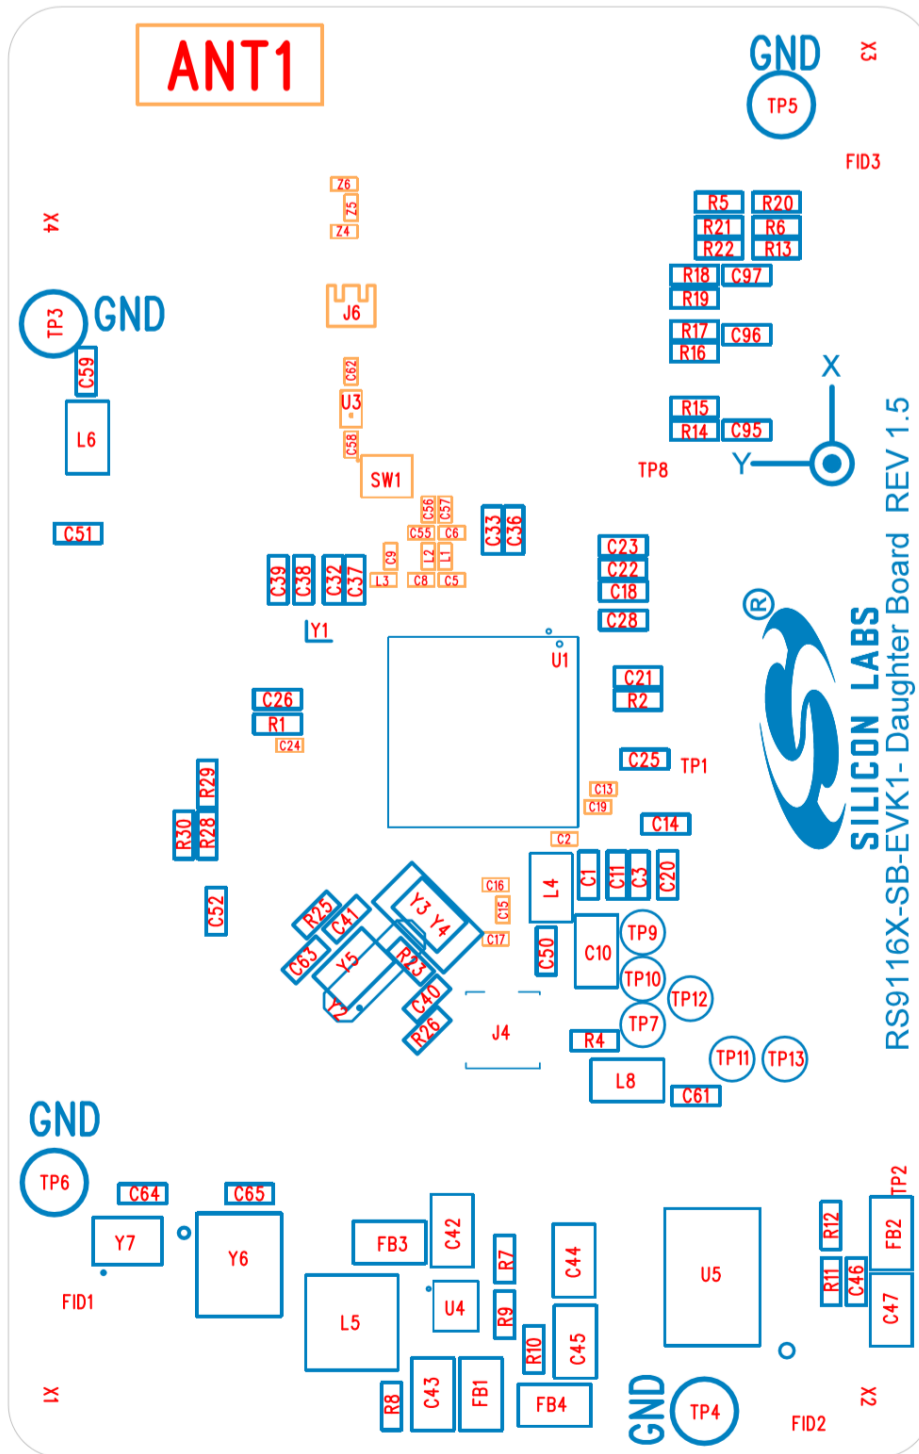 ANT1
GND
X3
TP5
FID3
Z6
Z5
Z4
R5 R20
R21 R6
R22 R13
X4
R18 C97
R19
TP3
GND
J6
R17 C96
R16
C59
C62
X
U3
R15
R14 C95
L6
C58
Y
TP8
SW1
C56 C57
C33 C36
C51
C55 C6
C23
C9 L2 L1
C22
C39 C38 C32 C37
L3 C8 C5
C18
®
C28
Y1
U1
C21
R2
C26
R1
C24
C25
TP1
SILICON LABS
RS9116X-SB-EVK1- Daughter Board REV 1.5
R29
C13
C19
C14
R30 R28
C2
C1 C11 C3 C20
L4
C16
C15
C17
C52
R25
C41
Y3 Y4
TP9
C10
C50
C63
Y5
R23
TP10
TP12
Y2
C40
R26
J4
TP7
R4
TP11
TP13
L8
C61
GND
TP6
C64
C65
TP2
Y7
Y6
FB3
C42
R7
C44
U5
R12
FB2
FID1
L5
U4
R9
R11
C46
C47
R10
C45
X1
R8
C43
FB1
FB4
GND
TP4
X2
FID2